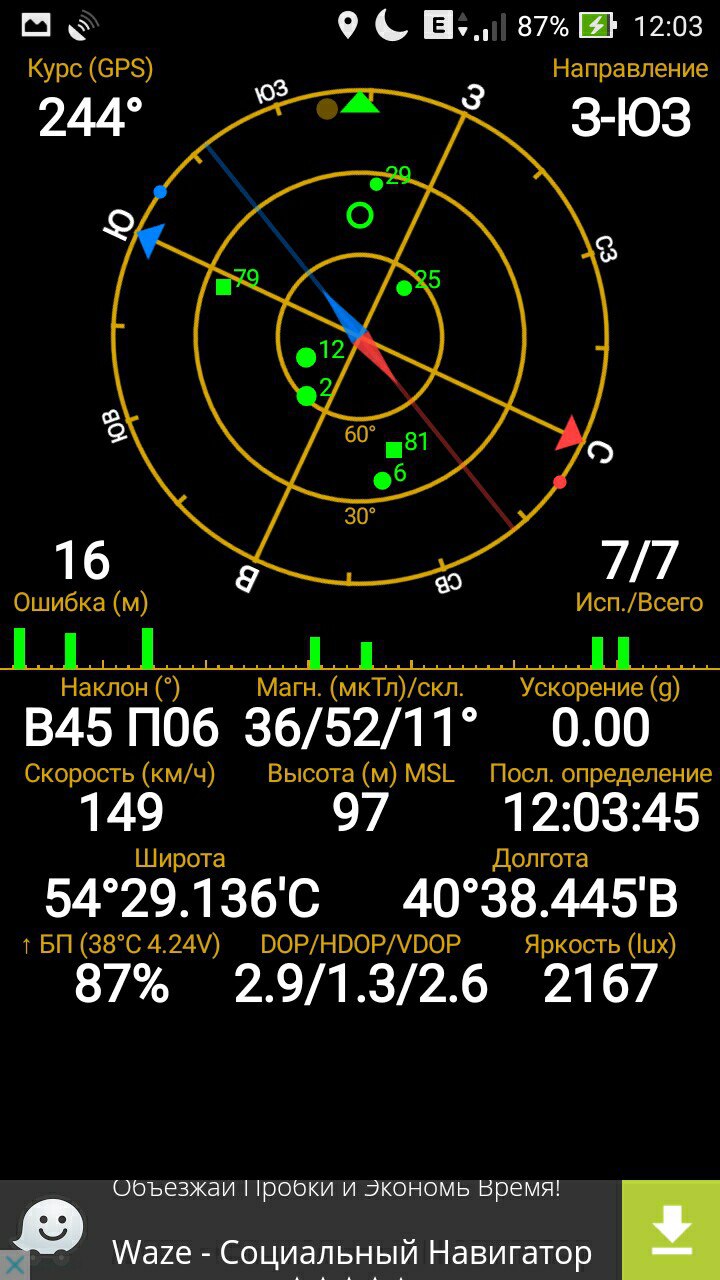 E 87% 12:03
Курс (GPS) Направление
244° З-ЮЗ
ЮЗ З
29
Ю СЗ
79 25
12
2
ЮВ 60° 81 С
6
30°
В СВ
16 7/7
Ошибка (м) Исп./Всего
Наклон (°) Магн. (мкТл)/скл. Ускорение (g)
В45 П06 36/52/11° 0.00
Скорость (км/ч) Высота (м) MSL Посл. определение
149 97 12:03:45
Широта Долгота
54°29.136'С 40°38.445'В
↑ БП (38°C 4.24V) DOP/HDOP/VDOP Яркость (lux)
87% 2.9/1.3/2.6 2167
Объезжай Пробки и Экономь Время!
Waze - Социальный Навигатор